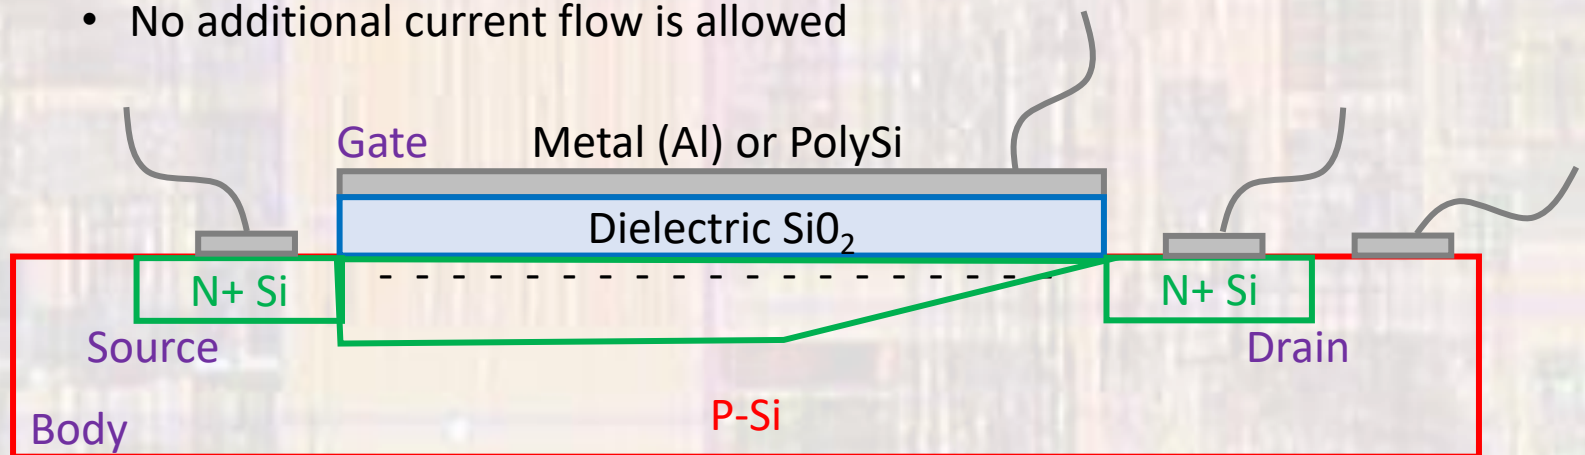 • No additional current flow is allowed
Gate Metal (Al) or PolySi
Dielectric Si0₂
- - - - - - - - - - - - - - - - - - -
N+ Si N+ Si
Source Drain
P-Si
Body